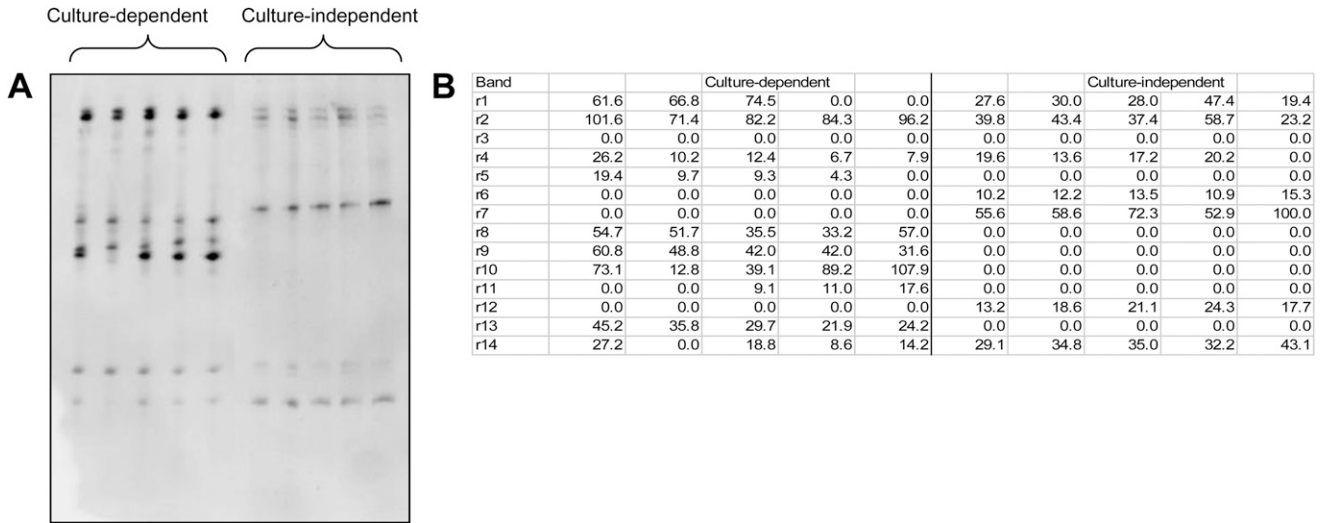 Culture-dependent Culture-independent
A
B
Band Culture-dependent Culture-independent
r1 61.6 66.8 74.5 0.0 0.0 27.6 30.0 28.0 47.4 19.4
r2 101.6 71.4 82.2 84.3 96.2 39.8 43.4 37.4 58.7 23.2
r3 0.0 0.0 0.0 0.0 0.0 0.0 0.0 0.0 0.0 0.0
r4 26.2 10.2 12.4 6.7 7.9 19.6 13.6 17.2 20.2 0.0
r5 19.4 9.7 9.3 4.3 0.0 0.0 0.0 0.0 0.0 0.0
r6 0.0 0.0 0.0 0.0 0.0 10.2 12.2 13.5 10.9 15.3
r7 0.0 0.0 0.0 0.0 0.0 55.6 58.6 72.3 52.9 100.0
r8 54.7 51.7 35.5 33.2 57.0 0.0 0.0 0.0 0.0 0.0
r9 60.8 48.8 42.0 42.0 31.6 0.0 0.0 0.0 0.0 0.0
r10 73.1 12.8 39.1 89.2 107.9 0.0 0.0 0.0 0.0 0.0
r11 0.0 0.0 9.1 11.0 17.6 0.0 0.0 0.0 0.0 0.0
r12 0.0 0.0 0.0 0.0 0.0 13.2 18.6 21.1 24.3 17.7
r13 45.2 35.8 29.7 21.9 24.2 0.0 0.0 0.0 0.0 0.0
r14 27.2 0.0 18.8 8.6 14.2 29.1 34.8 35.0 32.2 43.1